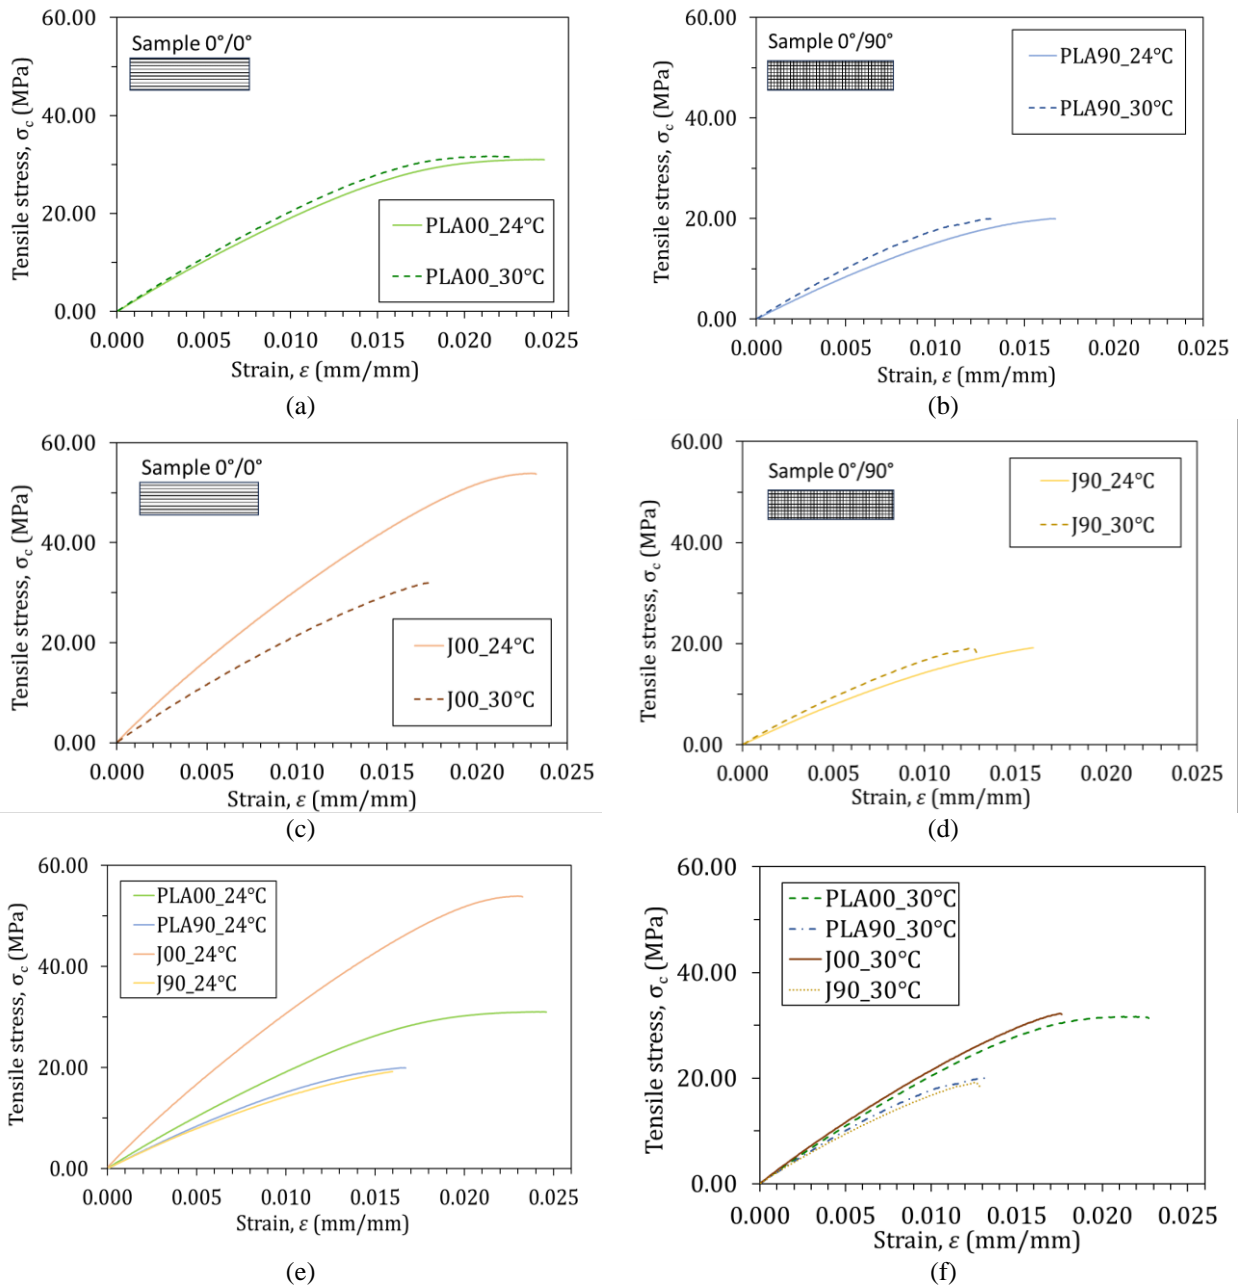 60.00
40.00
20.00
0.00
Tensile stress, σc (MPa)
Sample 0°/0°
PLA00_24°C
PLA00_30°C
0.000 0.005 0.010 0.015 0.020 0.025
Strain, ε (mm/mm)
(a)
60.00
40.00
20.00
0.00
Tensile stress, σc (MPa)
Sample 0°/90°
PLA90_24°C
PLA90_30°C
0.000 0.005 0.010 0.015 0.020 0.025
Strain, ε (mm/mm)
(b)
60.00
40.00
20.00
0.00
Tensile stress, σc (MPa)
Sample 0°/0°
J00_24°C
J00_30°C
0.000 0.005 0.010 0.015 0.020 0.025
Strain, ε (mm/mm)
(c)
60.00
40.00
20.00
0.00
Tensile stress, σc (MPa)
Sample 0°/90°
J90_24°C
J90_30°C
0.000 0.005 0.010 0.015 0.020 0.025
Strain, ε (mm/mm)
(d)
60.00
40.00
20.00
0.00
Tensile stress, σc (MPa)
PLA00_24°C
PLA90_24°C
J00_24°C
J90_24°C
0.000 0.005 0.010 0.015 0.020 0.025
Strain, ε (mm/mm)
(e)
60.00
40.00
20.00
0.00
Tensile stress, σc (MPa)
PLA00_30°C
PLA90_30°C
J00_30°C
J90_30°C
0.000 0.005 0.010 0.015 0.020 0.025
Strain, ε (mm/mm)
(f)